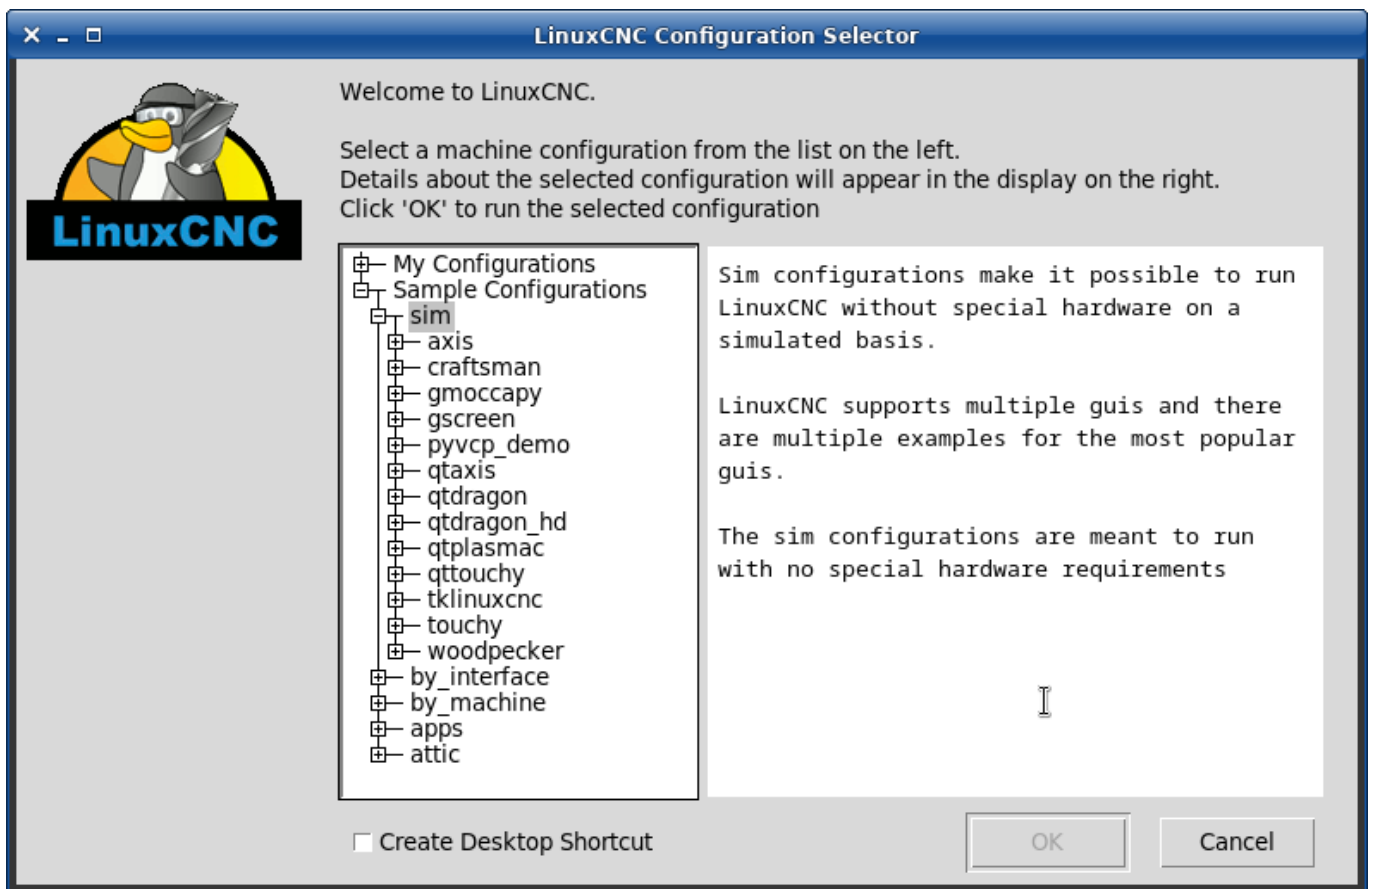 LinuxCNC Configuration Selector
LinuxCNC
Welcome to LinuxCNC.
Select a machine configuration from the list on the left.
Details about the selected configuration will appear in the display on the right.
Click 'OK' to run the selected configuration
My Configurations
Sample Configurations
sim
axis
craftsman
gmoccapy
gscreen
pyvcp_demo
qtaxis
qtdragon
qtdragon_hd
qtplasmac
qttouchy
tklinuxcnc
touchy
woodpecker
by_interface
by_machine
apps
attic
Sim configurations make it possible to run
LinuxCNC without special hardware on a
simulated basis.
LinuxCNC supports multiple guis and there
are multiple examples for the most popular
guis.
The sim configurations are meant to run
with no special hardware requirements
Create Desktop Shortcut
OK
Cancel